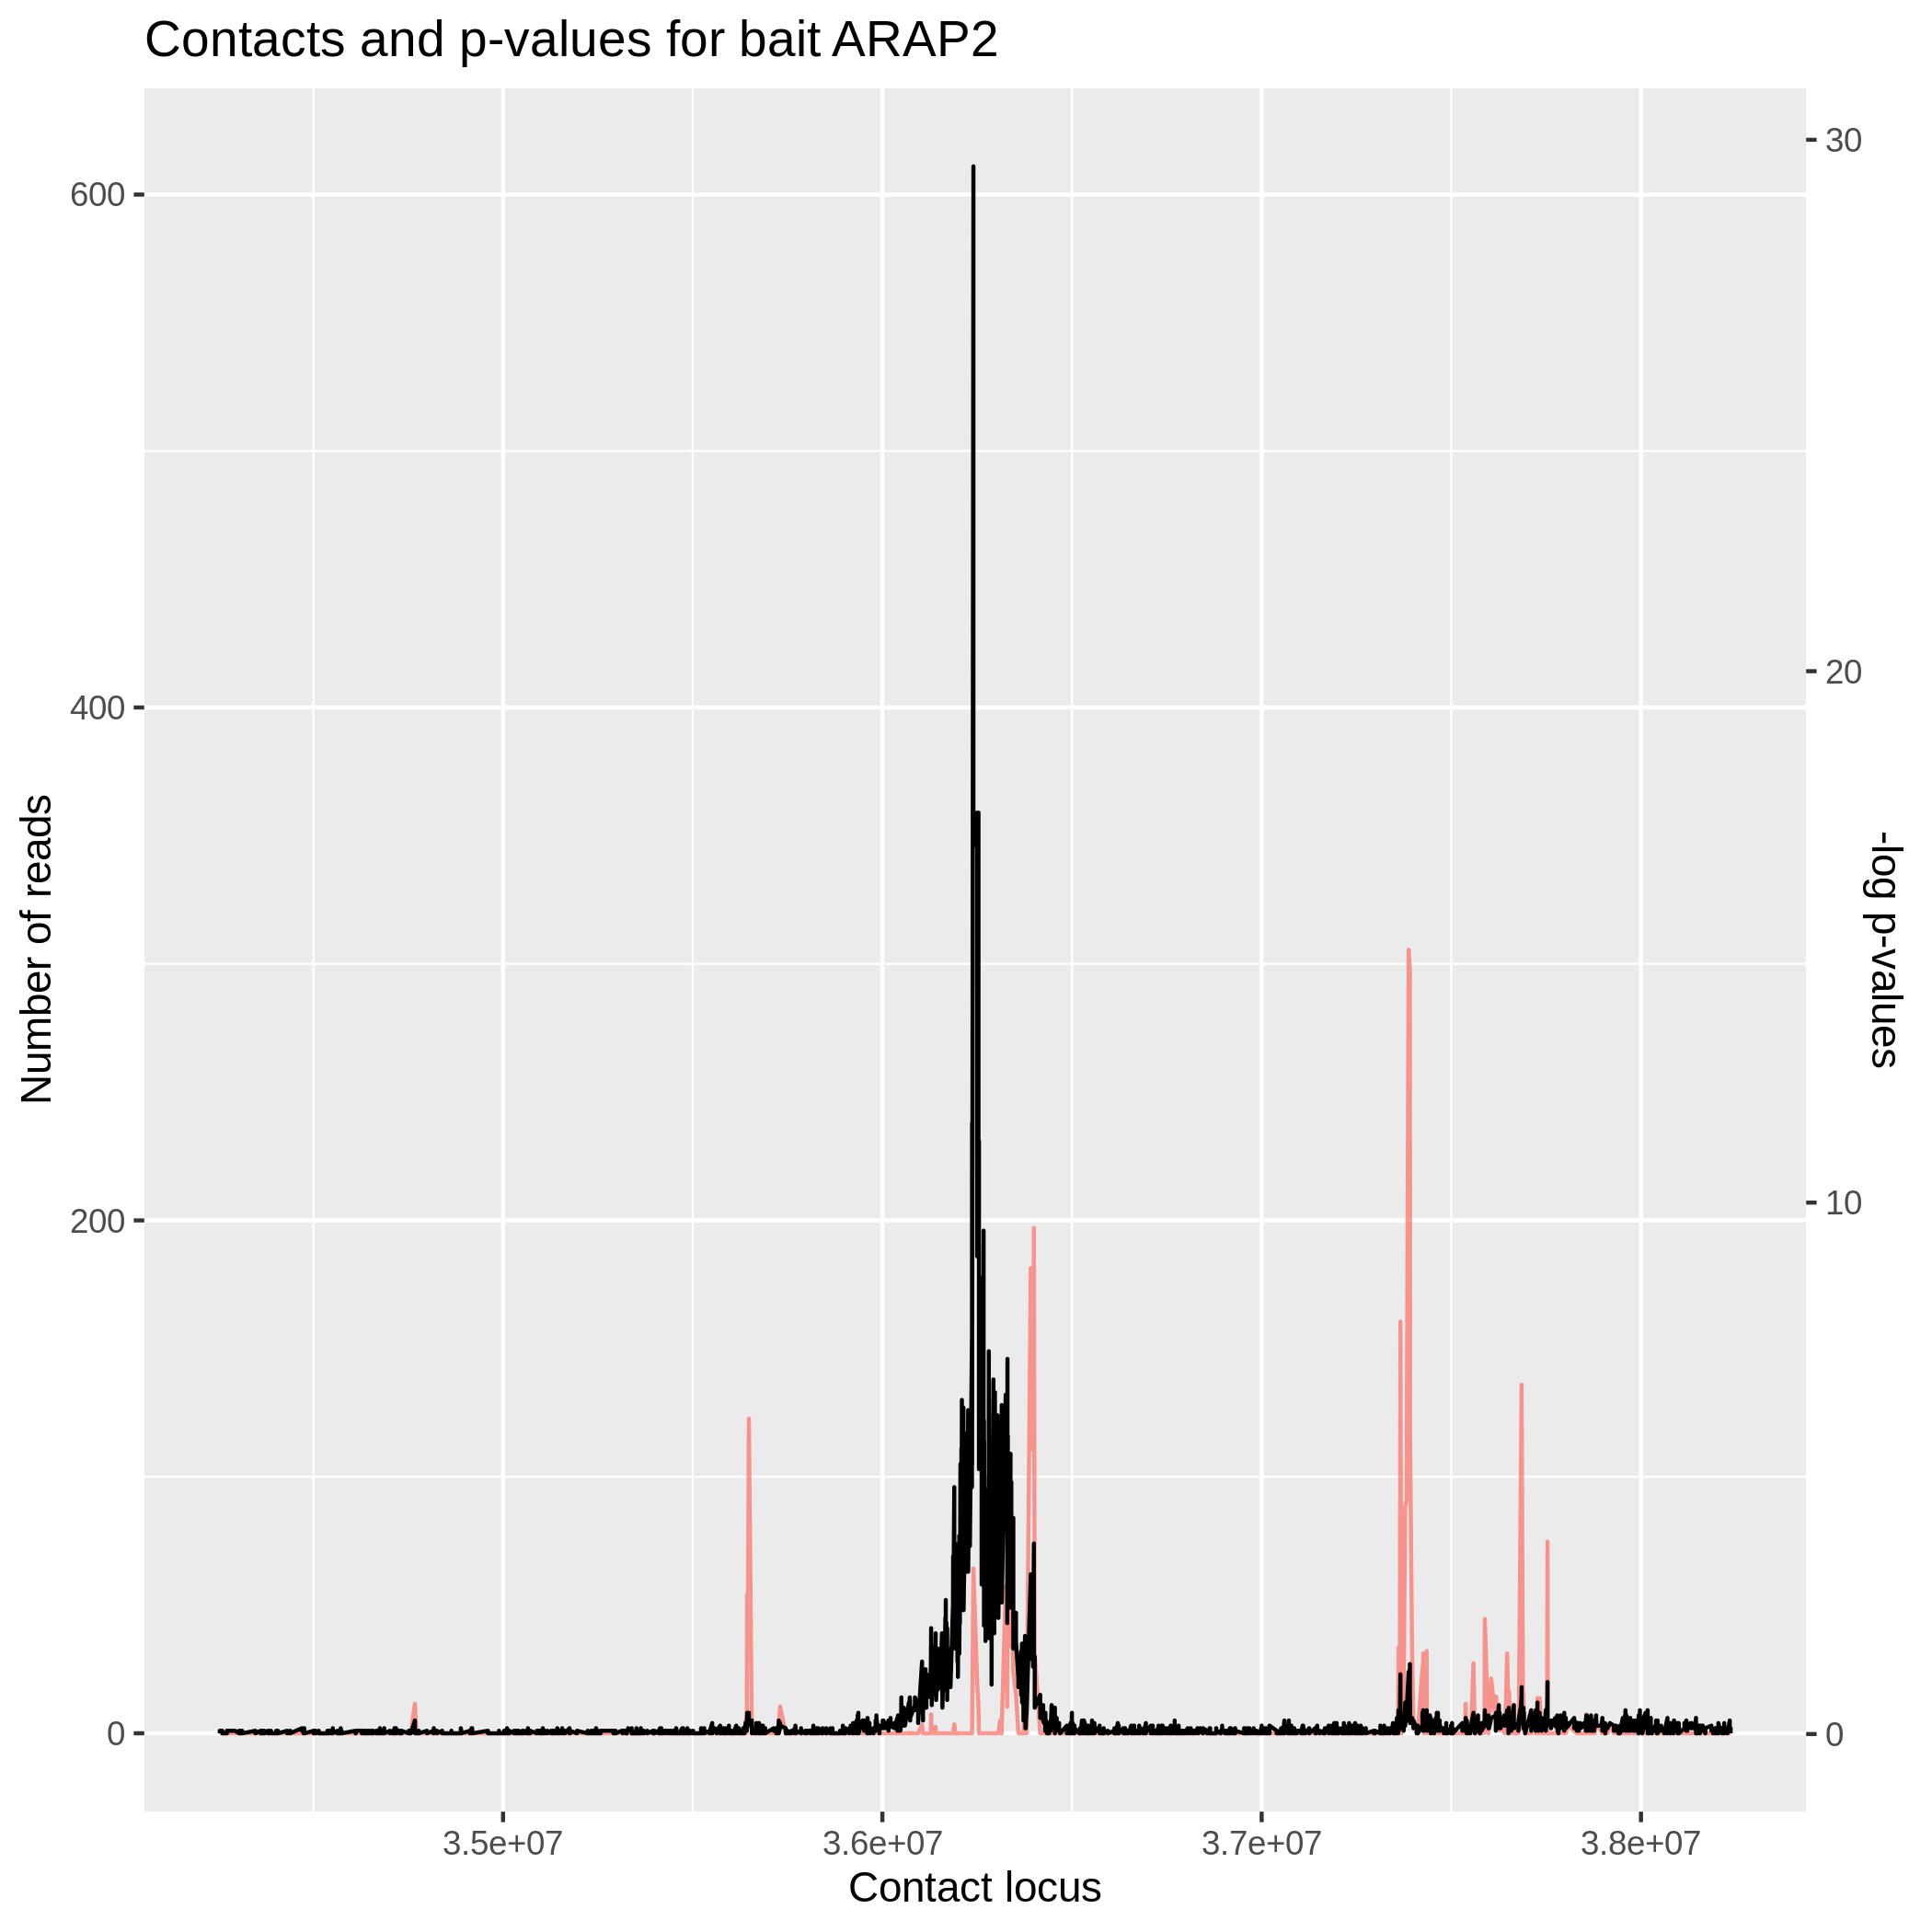 Contacts and p-values for bait ARAP2
Number of reads
600
400
200
0
30
20
10
0
-log p-values
3.5e+07
3.6e+07
3.7e+07
3.8e+07
Contact locus